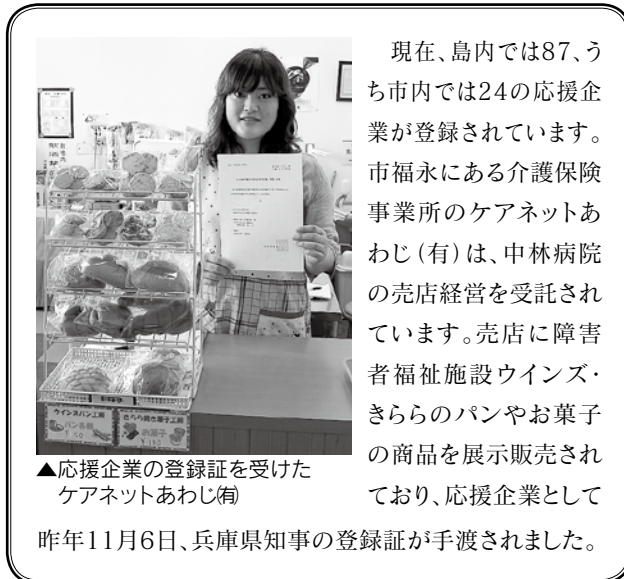 現在、島内では87、う
ち市内では24の応援企
業が登録されています。
市福永にある介護保険
事業所のケアネットあ
わじ(有)は、中林病院
の売店経営を受託され
ています。売店に障害
者福祉施設ウインズ・
きららのパンやお菓子
の商品を展示販売され
ており、応援企業として
昨年11月6日、兵庫県知事の登録証が手渡されました。
▲応援企業の登録証を受けた
ケアネットあわじ㈲
ウインズパン工房
パン各種
きらら焼き菓子工房
お菓子